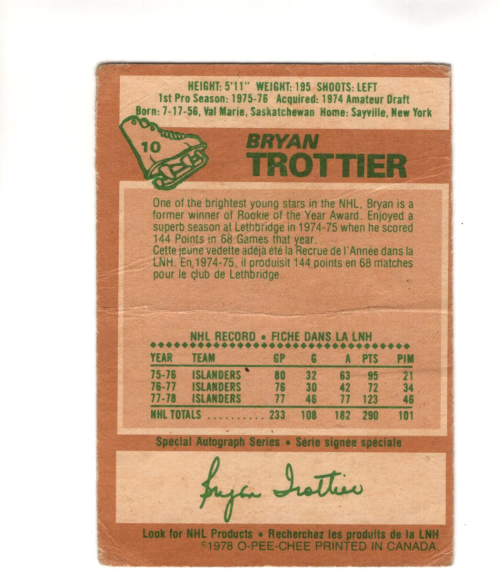 HEIGHT: 5'11" WEIGHT: 195 SHOOTS: LEFT
1st Pro Season: 1975-76 Acquired: 1974 Amateur Draft
Born: 7-17-56, Val Marie, Saskatchewan Home: Sayville, New York
10
BRYAN
TROTTIER
One of the brightest young stars in the NHL, Bryan is a
former winner of Rookie of the Year Award. Enjoyed a
superb season at Lethbridge in 1974-75 when he scored
144 Points in 68 Games that year.
Cette jeune vedette adéja été la Recrue de l'Année dans la
LNH. En 1974-75, il produisit 144 points en 68 matches
pour le club de Lethbridge.
NHL RECORD • FICHE DANS LA LNH
YEAR TEAM GP G A PTS PIM
75-76 ISLANDERS 80 32 63 95 21
76-77 ISLANDERS 76 30 42 72 34
77-78 ISLANDERS 77 46 77 123 46
NHL TOTALS .......... 233 108 182 290 101
Special Autograph Series • Série signée spéciale
Bryan Trottier
Look for NHL Products • Recherchez les produits de la LNH
©1978 O-PEE-CHEE PRINTED IN CANADA